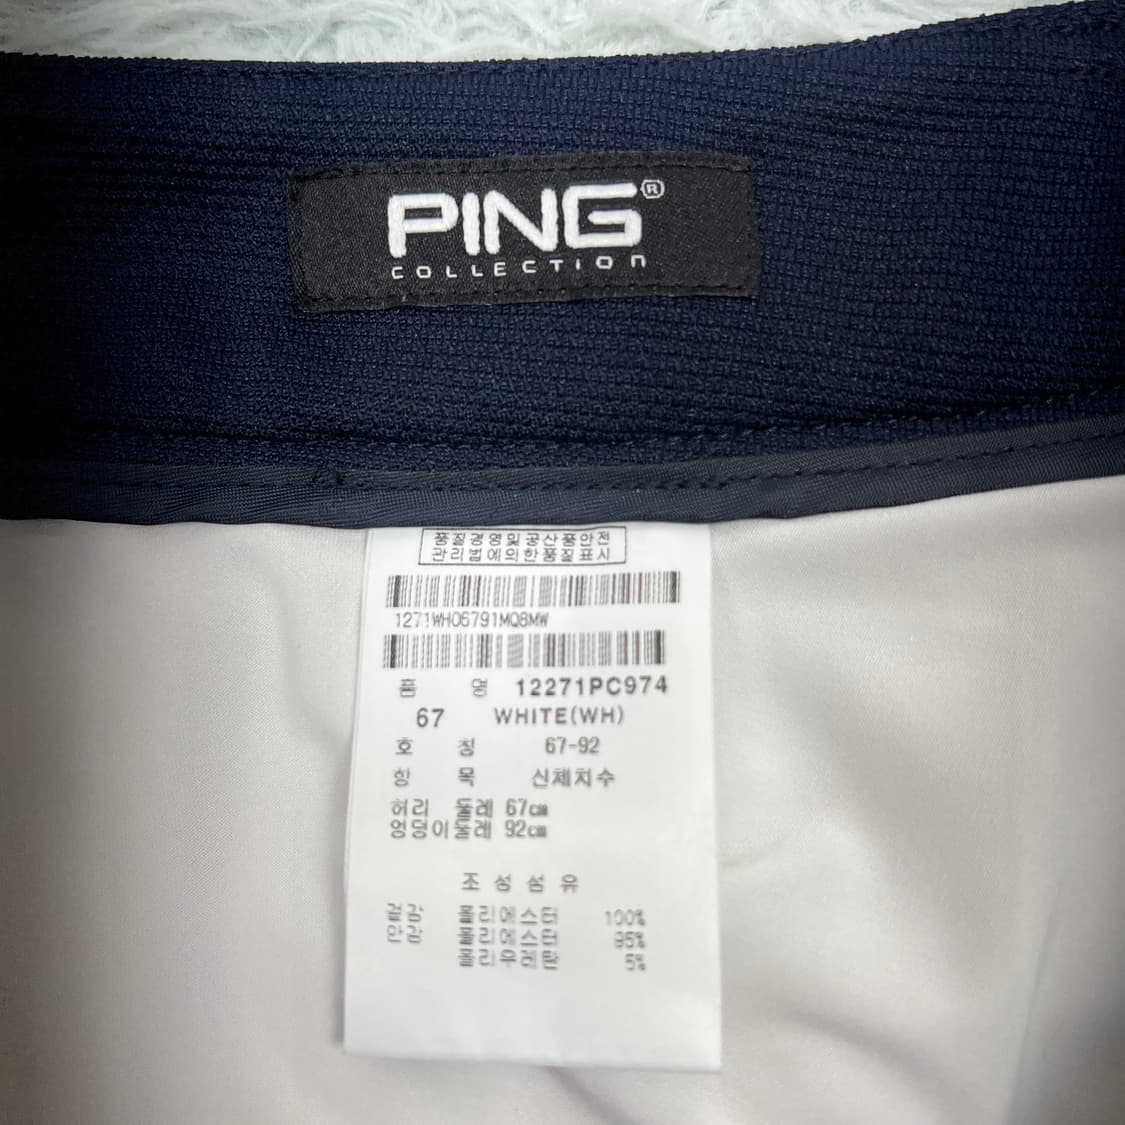 PING®
COLLECTION
품질경영및공산품안전
관리법에의한품질표시
1271WH06791MQ8MW
품 명 12271PC974
67 WHITE(WH)
호 칭 67-92
항 목 신체치수
허리 둘레 67㎝
엉덩이둘레 92㎝
조성섬유
겉감 폴리에스터 100%
안감 폴리에스터 95%
폴리우레탄 5%